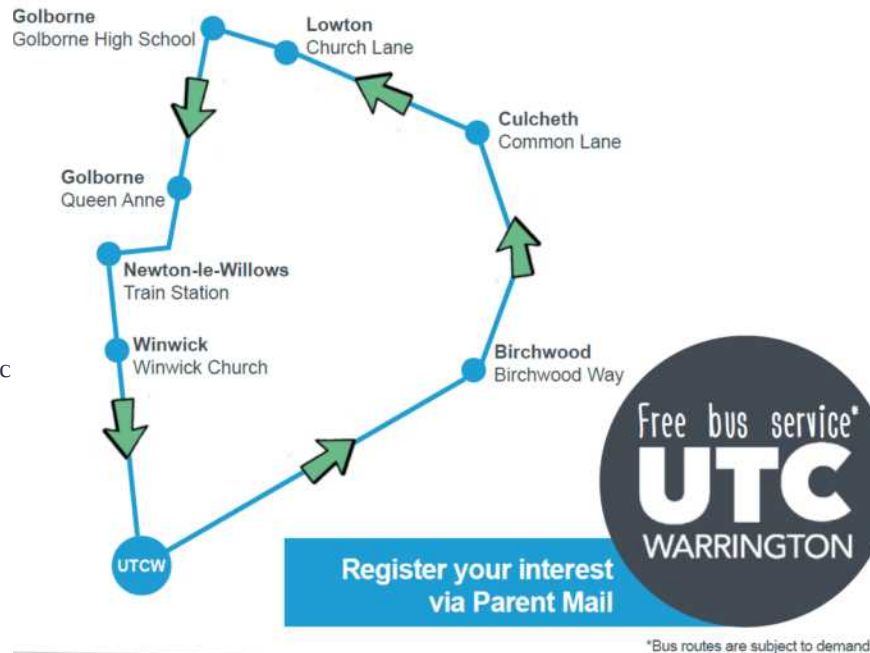 Golborne
Golborne High School
Lowton
Church Lane
Culcheth
Common Lane
Golborne
Queen Anne
Newton-le-Willows
Train Station
Winwick
Winwick Church
c
Birchwood
Birchwood Way
UTCW
Free bus service*
UTC
WARRINGTON
Register your interest
via Parent Mail
*Bus routes are subject to demand